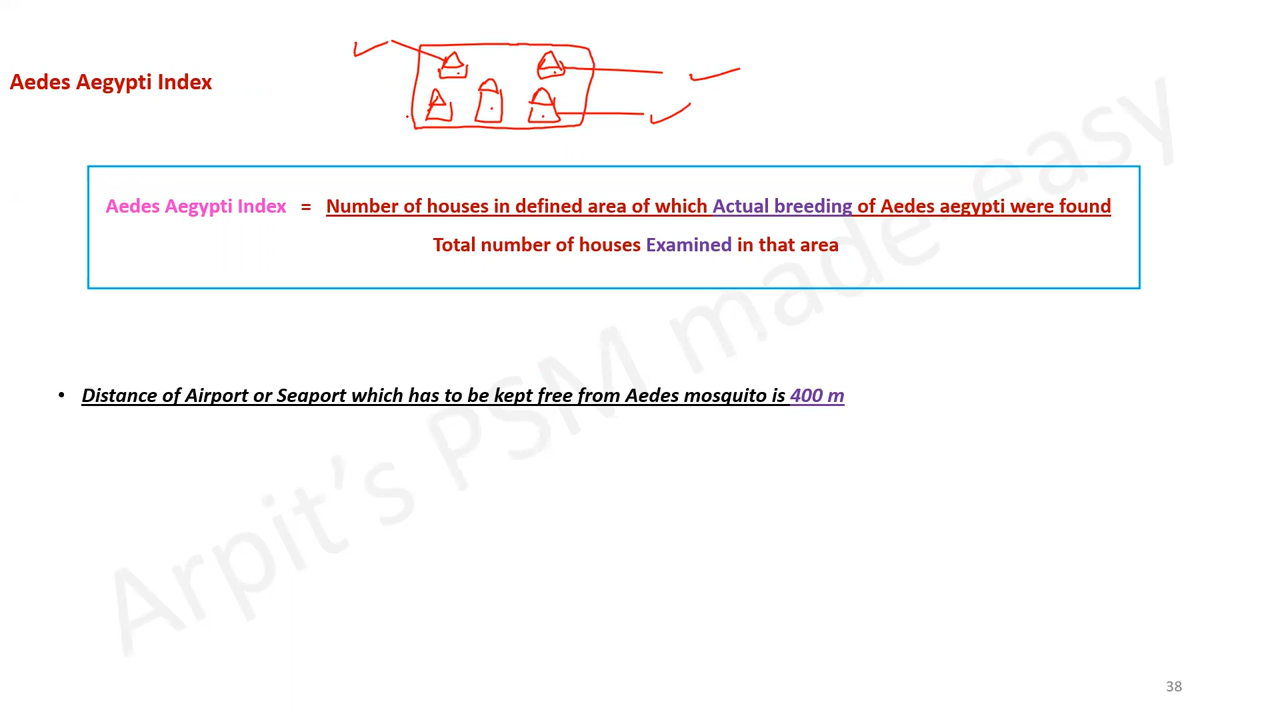 Aedes Aegypti Index
Aedes Aegypti Index = Number of houses in defined area of which Actual breeding of Aedes aegypti were found
Total number of houses Examined in that area
• Distance of Airport or Seaport which has to be kept free from Aedes mosquito is 400 m
Arpit's PSM made easy
38